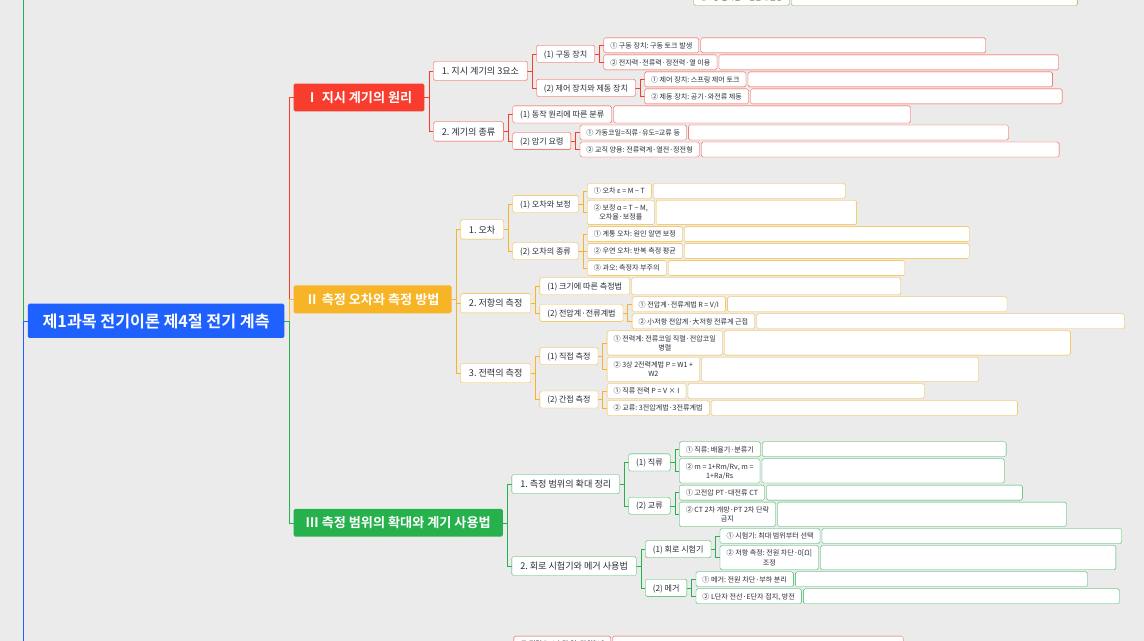 제1과목 전기이론 제4절 전기 계측
Ⅰ 지시 계기의 원리
1. 지시 계기의 3요소
(1) 구동 장치
① 구동 장치: 구동 토크 발생
② 전자력·전류력·정전력·열 이용
(2) 제어 장치와 제동 장치
① 제어 장치: 스프링 제어 토크
② 제동 장치: 공기·와전류 제동
2. 계기의 종류
(1) 동작 원리에 따른 분류
(2) 암기 요령
① 가동코일=직류·유도=교류 등
② 교직 양용: 전류력계·열전·정전형
Ⅱ 측정 오차와 측정 방법
1. 오차
(1) 오차와 보정
① 오차 ε = M − T
② 보정 α = T − M,
오차율·보정률
(2) 오차의 종류
① 계통 오차: 원인 알면 보정
② 우연 오차: 반복 측정 평균
③ 과오: 측정자 부주의
2. 저항의 측정
(1) 크기에 따른 측정법
(2) 전압계·전류계법
① 전압계·전류계법 R = V/I
② 小저항 전압계·大저항 전류계 근접
3. 전력의 측정
(1) 직접 측정
① 전력계: 전류코일 직렬·전압코일
병렬
② 3상 2전력계법 P = W1 +
W2
(2) 간접 측정
① 직류 전력 P = V × I
② 교류: 3전압계법·3전류계법
Ⅲ 측정 범위의 확대와 계기 사용법
1. 측정 범위의 확대 정리
(1) 직류
① 직류: 배율기·분류기
② m = 1+Rm/Rv, m =
1+Ra/Rs
(2) 교류
① 고전압 PT·대전류 CT
② CT 2차 개방·PT 2차 단락
금지
2. 회로 시험기와 메거 사용법
(1) 회로 시험기
① 시험기: 최대 범위부터 선택
② 저항 측정: 전원 차단·0[Ω]
조정
(2) 메거
① 메거: 전원 차단·부하 분리
② L단자 전선·E단자 접지, 방전